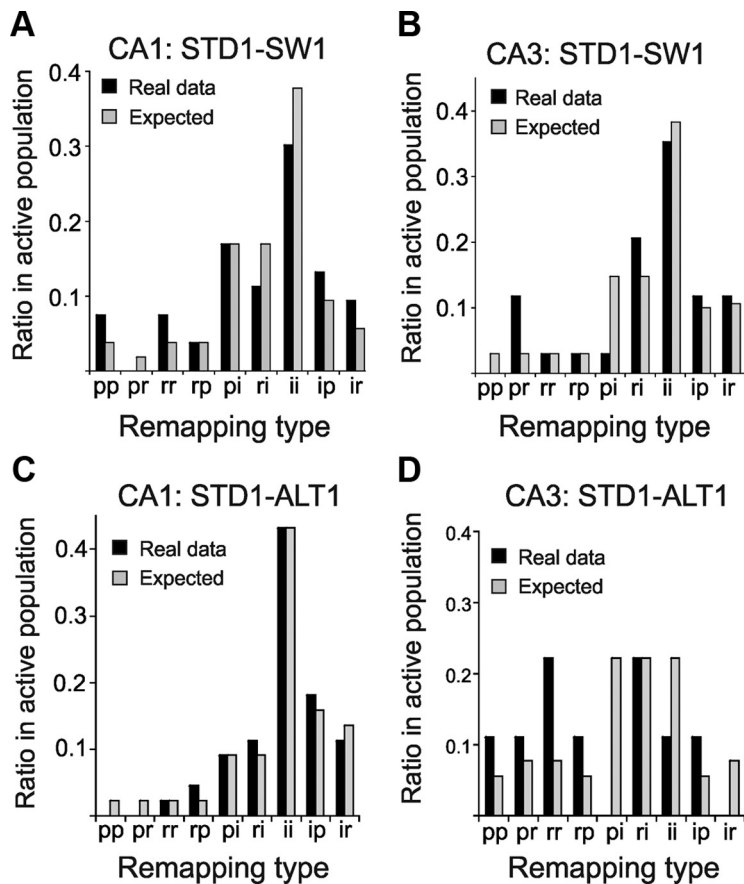 A
CA1: STD1-SW1
Ratio in active population
0.4
0.3
0.2
0.1
Real data
Expected
pp pr rr rp pi ri ii ip ir
Remapping type
B
CA3: STD1-SW1
Ratio in active population
0.4
0.3
0.2
0.1
Real data
Expected
pp pr rr rp pi ri ii ip ir
Remapping type
C
CA1: STD1-ALT1
Ratio in active population
0.4
0.3
0.2
0.1
Real data
Expected
pp pr rr rp pi ri ii ip ir
Remapping type
D
CA3: STD1-ALT1
Ratio in active population
0.4
0.3
0.2
0.1
Real data
Expected
pp pr rr rp pi ri ii ip ir
Remapping type